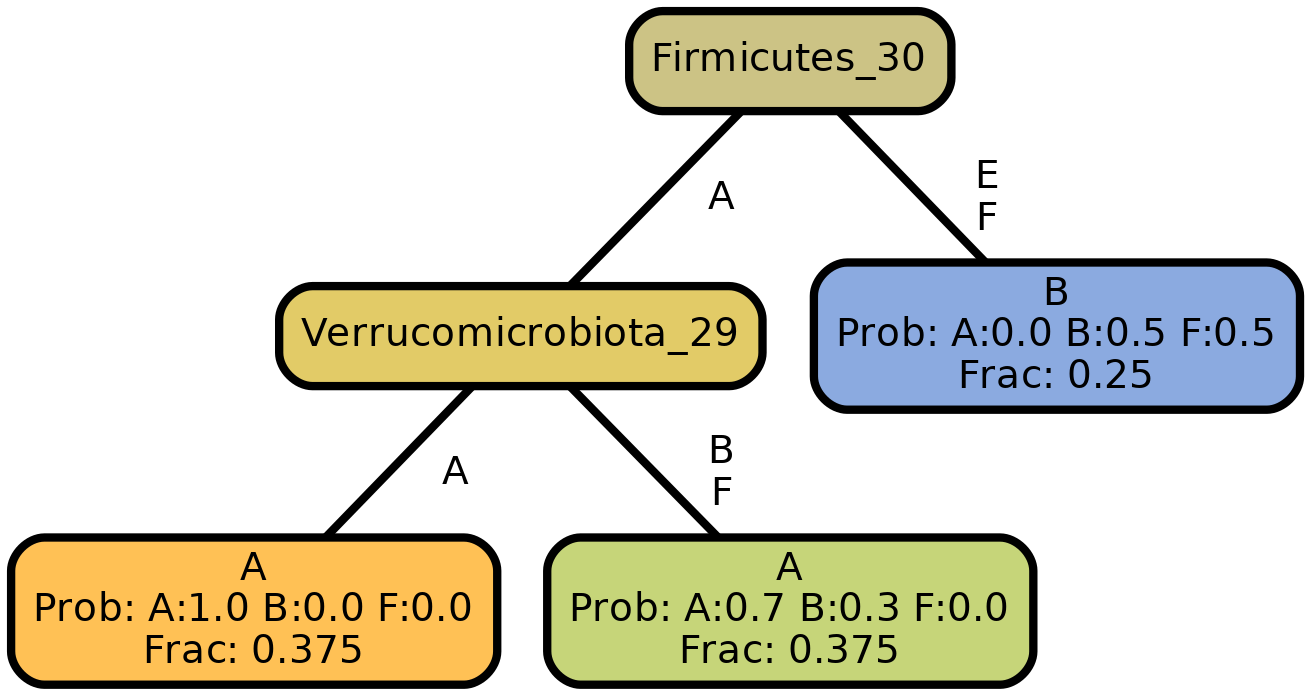 Firmicutes_30
A
E
F
Verrucomicrobiota_29
B
Prob: A:0.0 B:0.5 F:0.5
Frac: 0.25
A
B
F
A
Prob: A:1.0 B:0.0 F:0.0
Frac: 0.375
A
Prob: A:0.7 B:0.3 F:0.0
Frac: 0.375